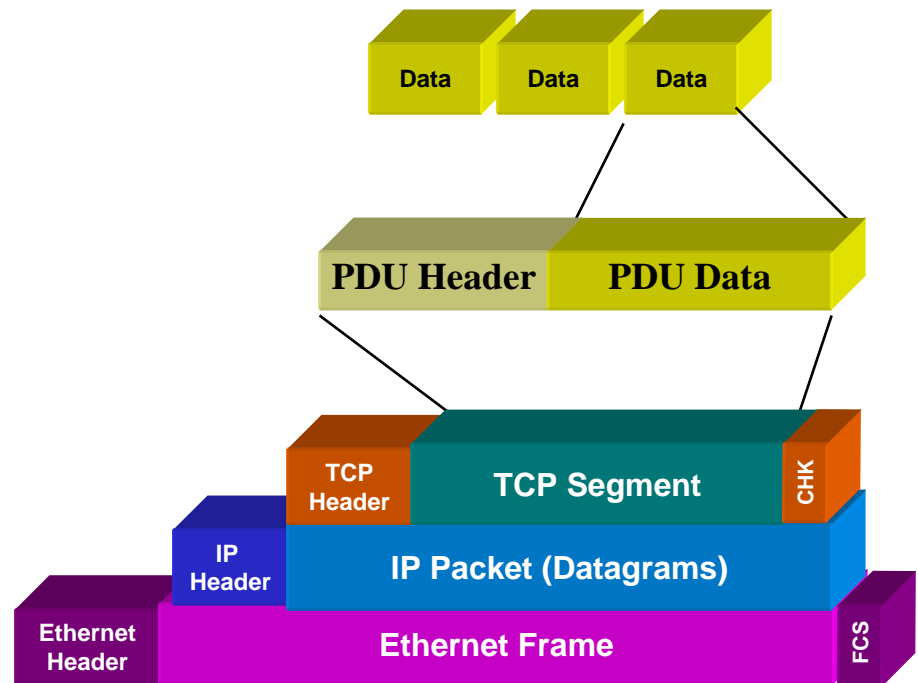 Data
Data
Data
PDU Header
PDU Data
TCP
Header
TCP Segment
CHK
IP
Header
IP Packet (Datagrams)
Ethernet
Header
Ethernet Frame
FCS